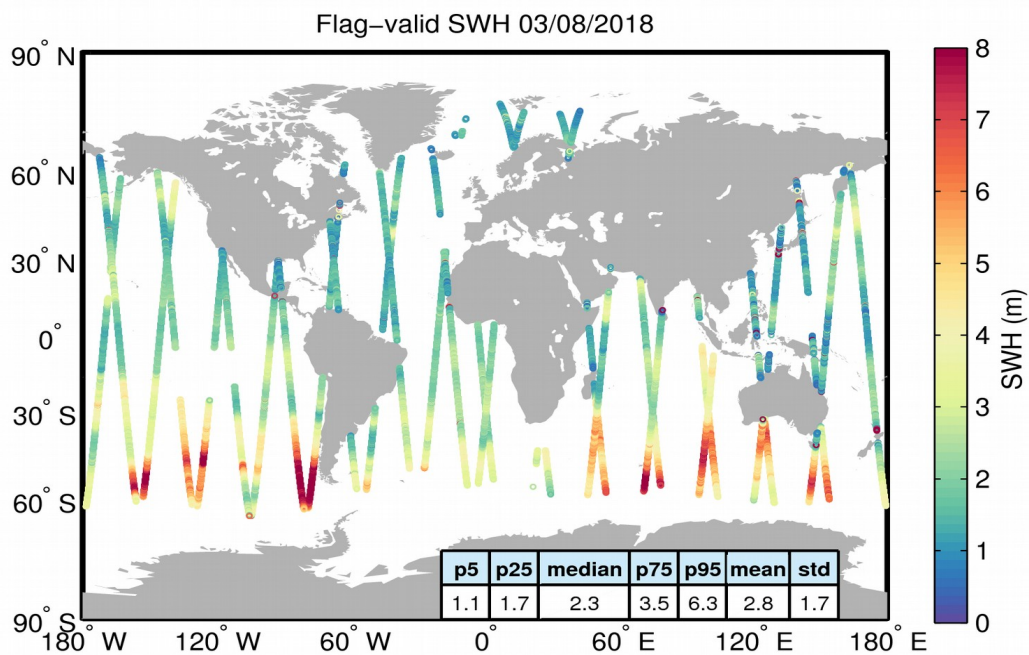 Flag−valid SWH 03/08/2018
90° N
60° N
30° N
0°
30° S
60° S
90° S
180° W
120° W
60° W
0°
60° E
120° E
180° E
p5 p25 median p75 p95 mean std
1.1 1.7 2.3 3.5 6.3 2.8 1.7
8
7
6
5
4
3
2
1
0
SWH (m)